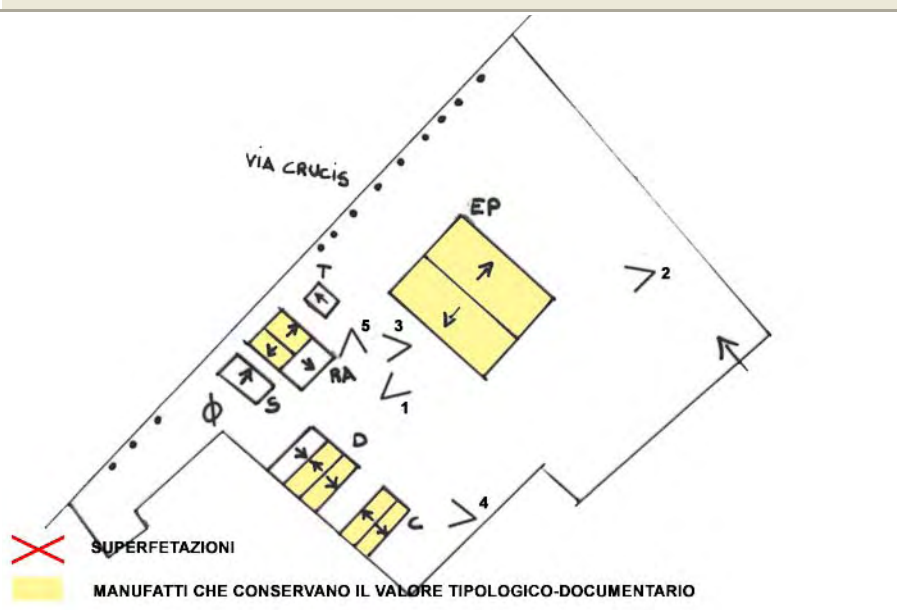 VIA CRUCIS
EP
T
2
5
3
RA
S
1
φ
D
4
C
SUPERFETAZIONI
MANUFATTI CHE CONSERVANO IL VALORE TIPOLOGICO-DOCUMENTARIO